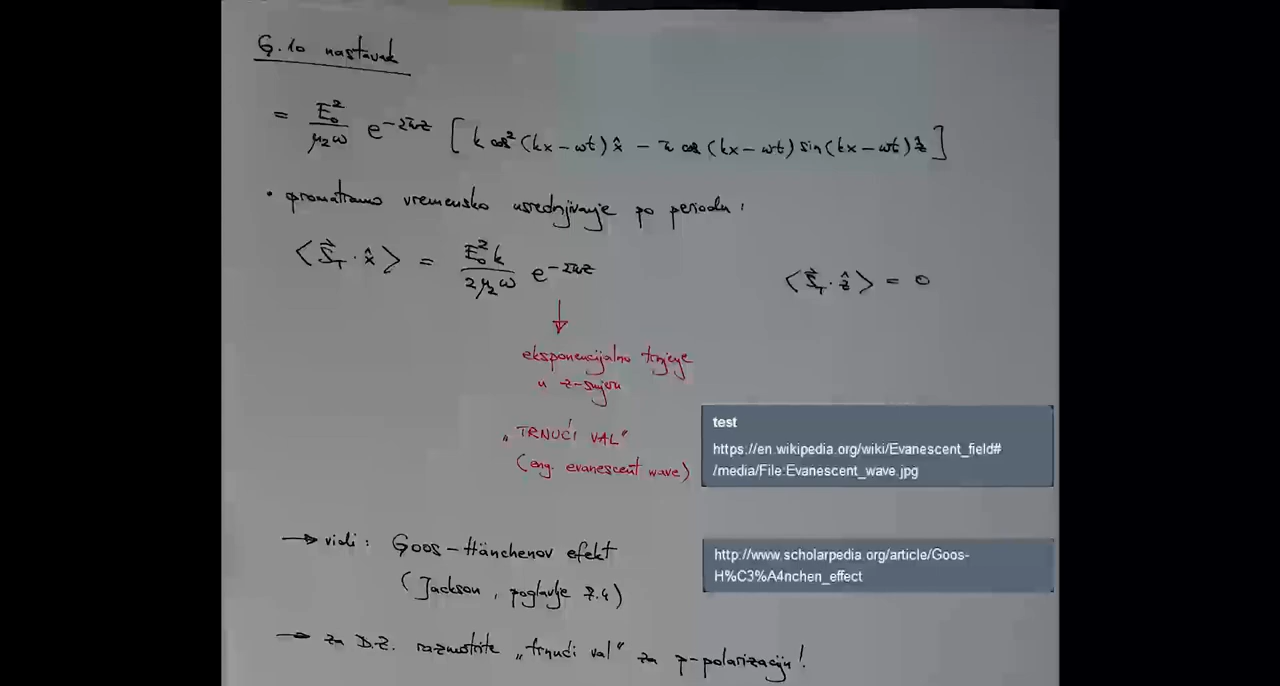 G.10 nastavak
= E₀²/μ₂ω e^{-2ϰz} [k cos²(kx-ωt) x̂ - ϰ cos(kx-ωt) sin(kx-ωt) ẑ]
• promatramo vremensko usrednjivanje po periodu:
⟨S⃗_T · x̂⟩ = E₀²k/2μ₂ω e^{-2ϰz}
⟨S⃗_T · ẑ⟩ = 0
eksponencijalno trnjenje
u z-smjeru
„TRNUĆI VAL"
(eng. evanescent wave)
test
https://en.wikipedia.org/wiki/Evanescent_field#
/media/File:Evanescent_wave.jpg
→ vidi: Goos-Hänchenov efekt
(Jackson, poglavlje 7.4)
http://www.scholarpedia.org/article/Goos-
H%C3%A4nchen_effect
→ za D.Z. razmotrite „trnući val" za p-polarizaciju!